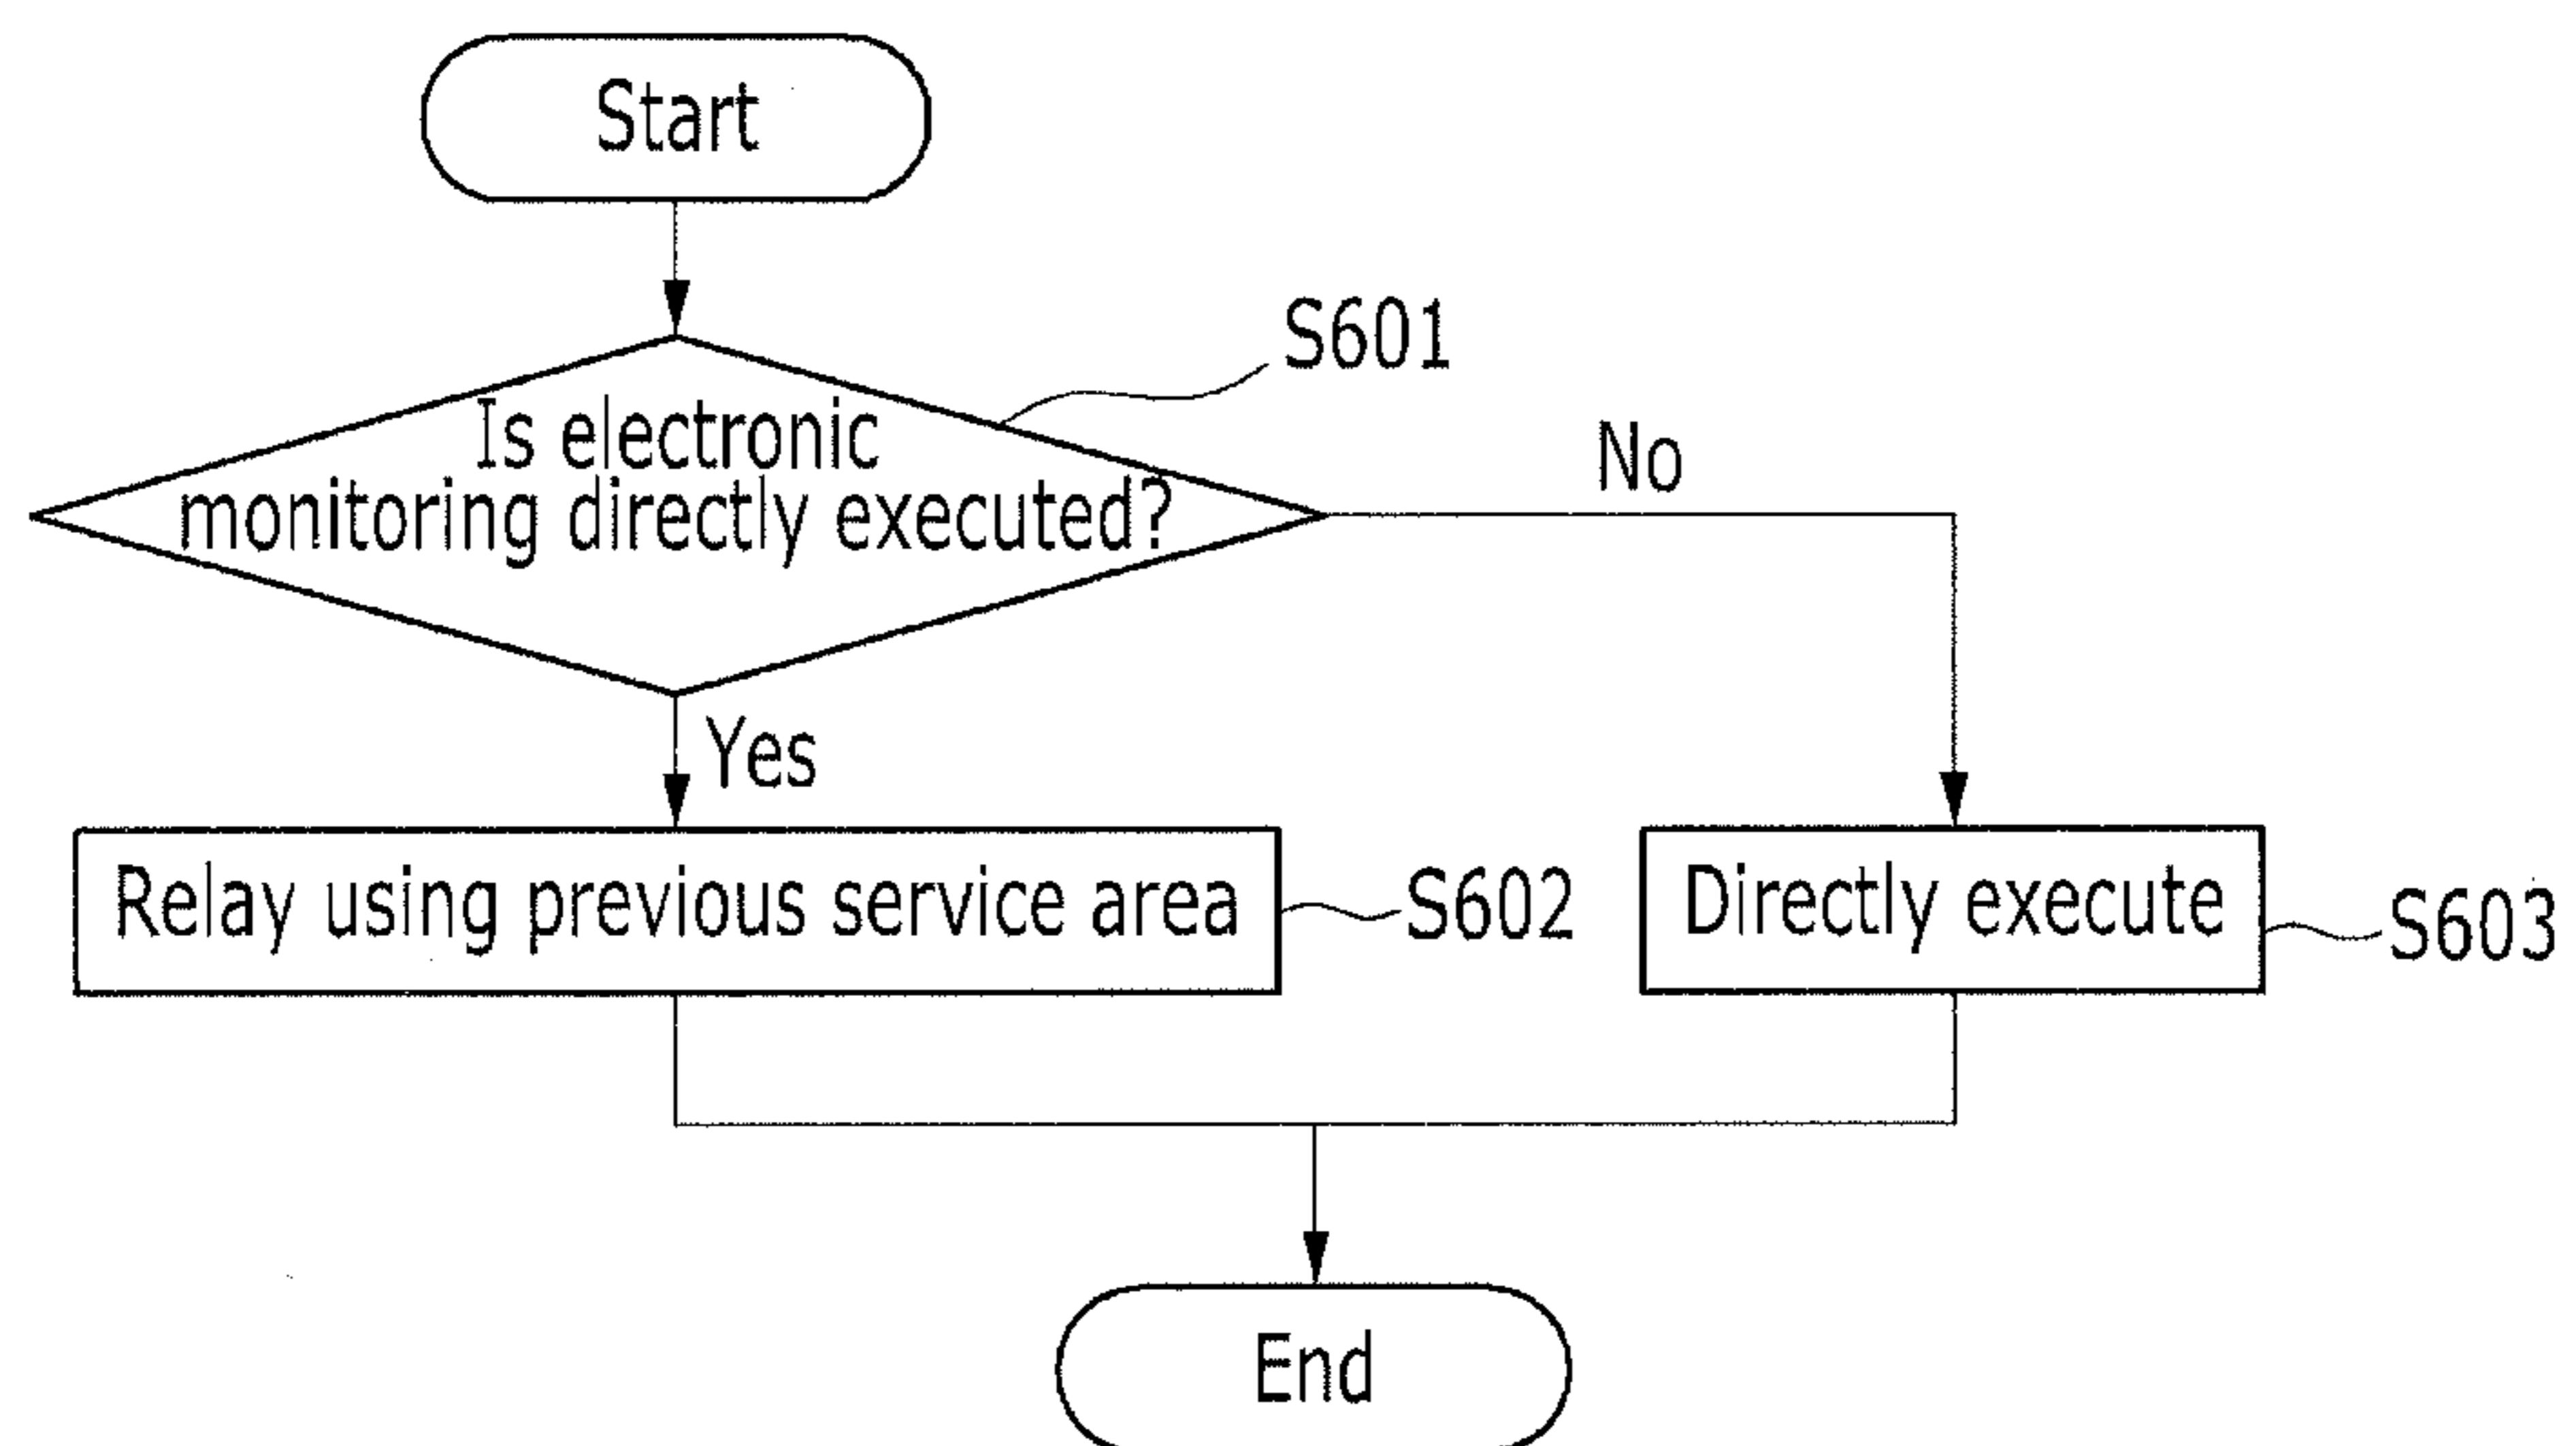 Start
S601
Is electronic
monitoring directly executed?
No
Yes
Relay using previous service area
S602
Directly execute
S603
End